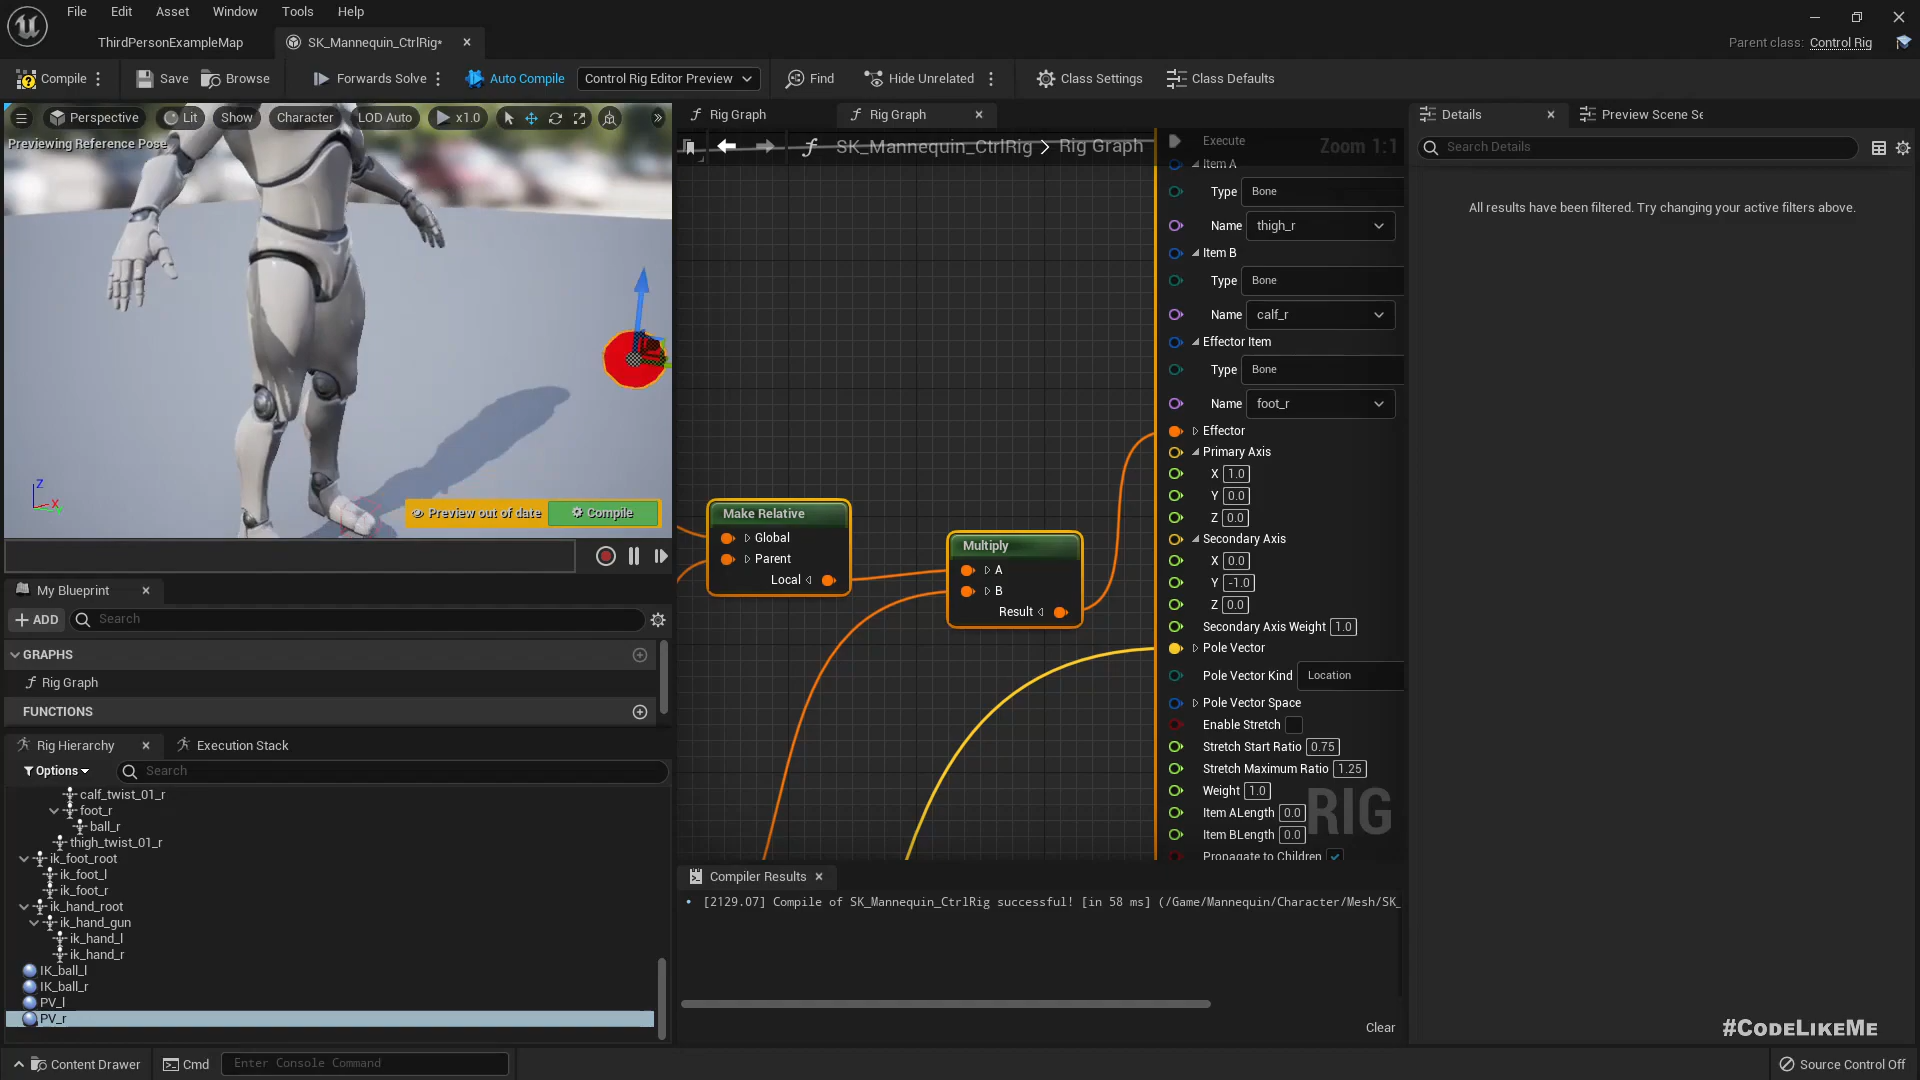 File Edit Asset Window Tools Help
ThirdPersonExampleMap
SK_Mannequin_CtrlRig*
Parent class: Control Rig
Compile
Save
Browse
Forwards Solve
Auto Compile
Control Rig Editor Preview
Find
Hide Unrelated
Class Settings
Class Defaults
Perspective
Lit
Show
Character
LOD Auto
x1.0
Previewing Reference Pose
Z
X
Preview out of date
Compile
My Blueprint
ADD
Search
GRAPHS
Rig Graph
FUNCTIONS
Rig Hierarchy
Execution Stack
Options
Search
calf_twist_01_r
foot_r
ball_r
thigh_twist_01_r
ik_foot_root
ik_foot_l
ik_foot_r
ik_hand_root
ik_hand_gun
ik_hand_l
ik_hand_r
IK_ball_l
IK_ball_r
PV_l
PV_r
Rig Graph
Rig Graph
SK_Mannequin_CtrlRig > Rig Graph
Zoom 1:1
Make Relative
Global
Parent
Local
Multiply
A
B
Result
Execute
Item A
Type Bone
Name thigh_r
Item B
Type Bone
Name calf_r
Effector Item
Type Bone
Name foot_r
Effector
Primary Axis
X 1.0
Y 0.0
Z 0.0
Secondary Axis
X 0.0
Y -1.0
Z 0.0
Secondary Axis Weight 1.0
Pole Vector
Pole Vector Kind Location
Pole Vector Space
Enable Stretch
Stretch Start Ratio 0.75
Stretch Maximum Ratio 1.25
Weight 1.0
Item ALength 0.0
Item BLength 0.0
Propagate to Children
RIG
Compiler Results
[2129.07] Compile of SK_Mannequin_CtrlRig successful! [in 58 ms] (/Game/Mannequin/Character/Mesh/SK_
Clear
Details
Preview Scene Se
Search Details
All results have been filtered. Try changing your active filters above.
#CodeLikeMe
Content Drawer
Cmd
Enter Console Command
Source Control Off